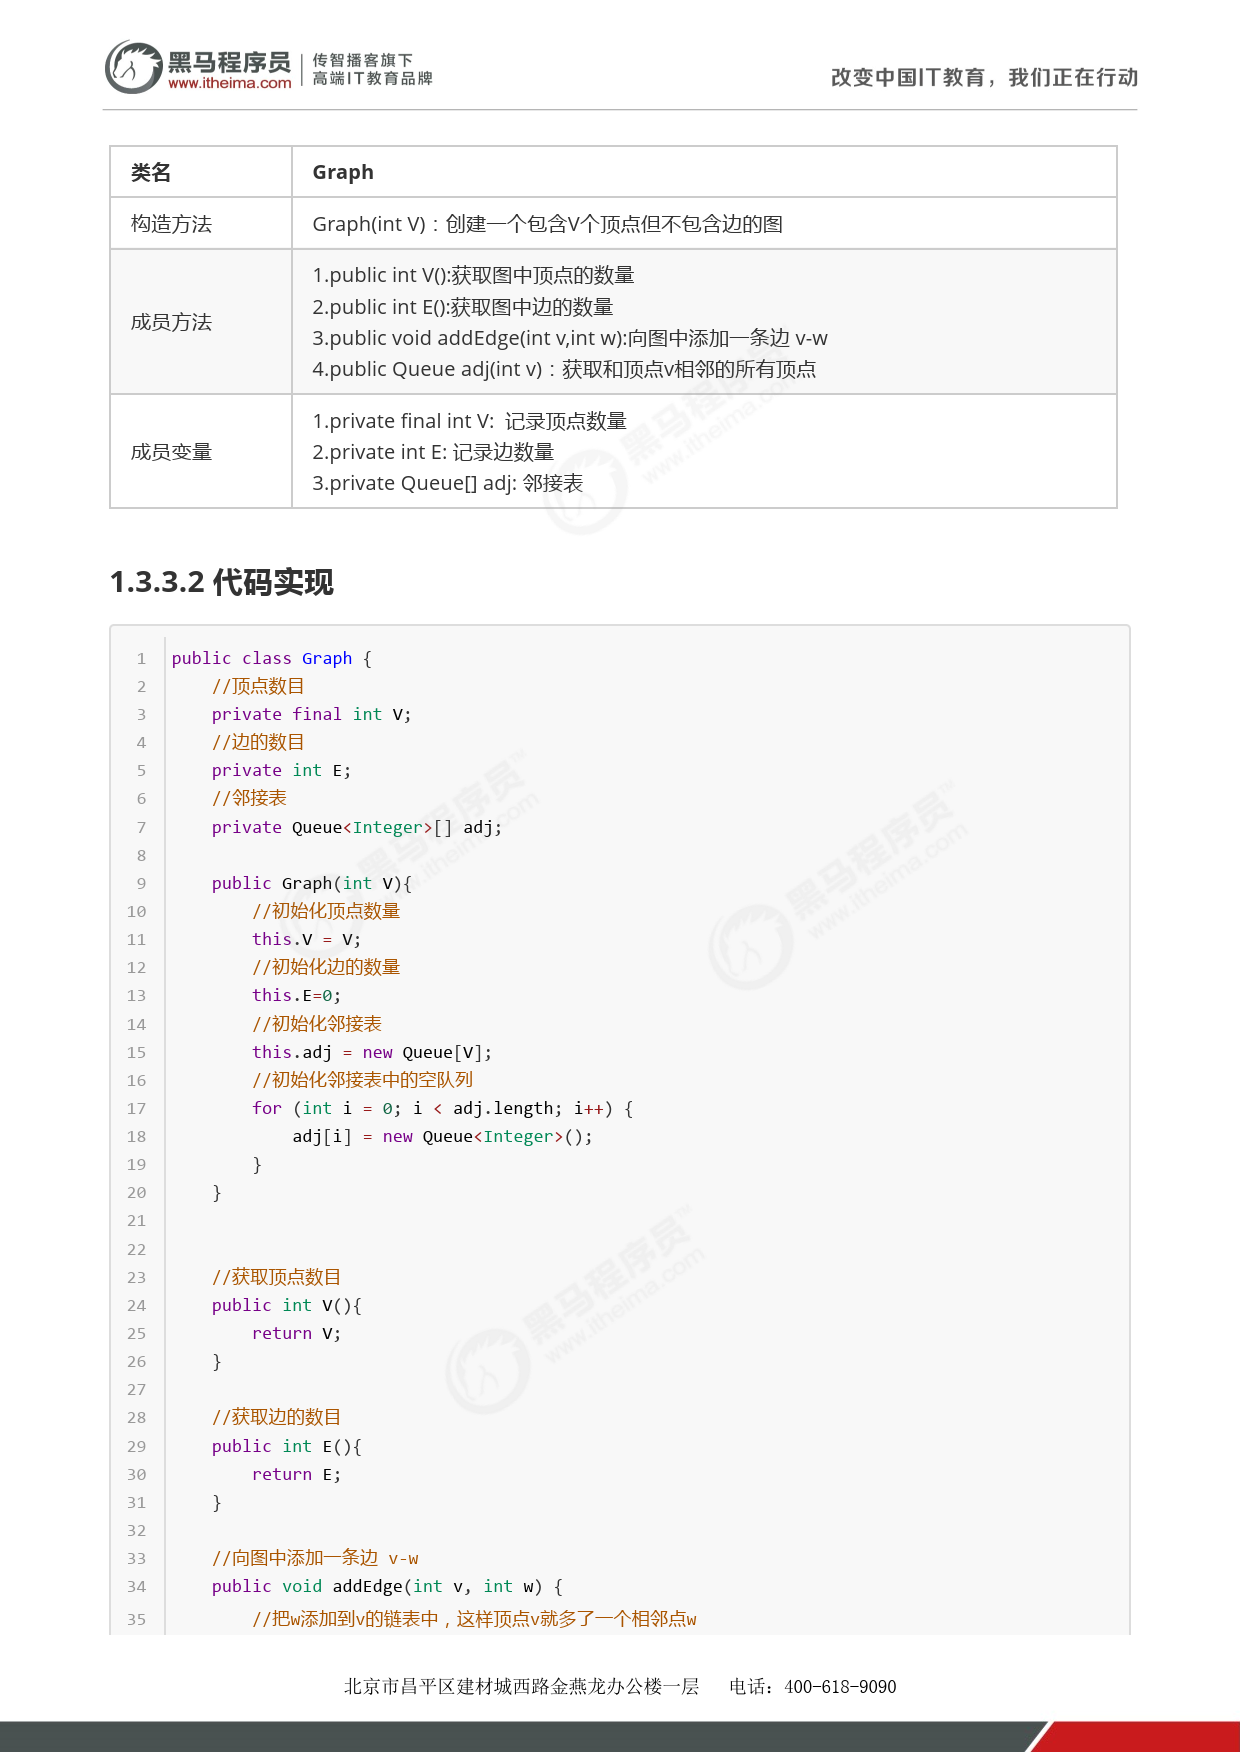 黑马程序员 传智播客旗下
www.itheima.com 高端IT教育品牌
改变中国IT教育，我们正在行动
类名 Graph
构造方法 Graph(int V)：创建一个包含V个顶点但不包含边的图
成员方法
1.public int V():获取图中顶点的数量
2.public int E():获取图中边的数量
3.public void addEdge(int v,int w):向图中添加一条边 v-w
4.public Queue adj(int v)：获取和顶点v相邻的所有顶点
成员变量
1.private final int V: 记录顶点数量
2.private int E: 记录边数量
3.private Queue[] adj: 邻接表
1.3.3.2 代码实现
1 public class Graph {
2     //顶点数目
3     private final int V;
4     //边的数目
5     private int E;
6     //邻接表
7     private Queue<Integer>[] adj;
8
9     public Graph(int V){
10         //初始化顶点数量
11         this.V = V;
12         //初始化边的数量
13         this.E=0;
14         //初始化邻接表
15         this.adj = new Queue[V];
16         //初始化邻接表中的空队列
17         for (int i = 0; i < adj.length; i++) {
18             adj[i] = new Queue<Integer>();
19         }
20     }
21
22
23     //获取顶点数目
24     public int V(){
25         return V;
26     }
27
28     //获取边的数目
29     public int E(){
30         return E;
31     }
32
33     //向图中添加一条边 v-w
34     public void addEdge(int v, int w) {
35         //把w添加到v的链表中，这样顶点v就多了一个相邻点w
北京市昌平区建材城西路金燕龙办公楼一层 电话：400-618-9090